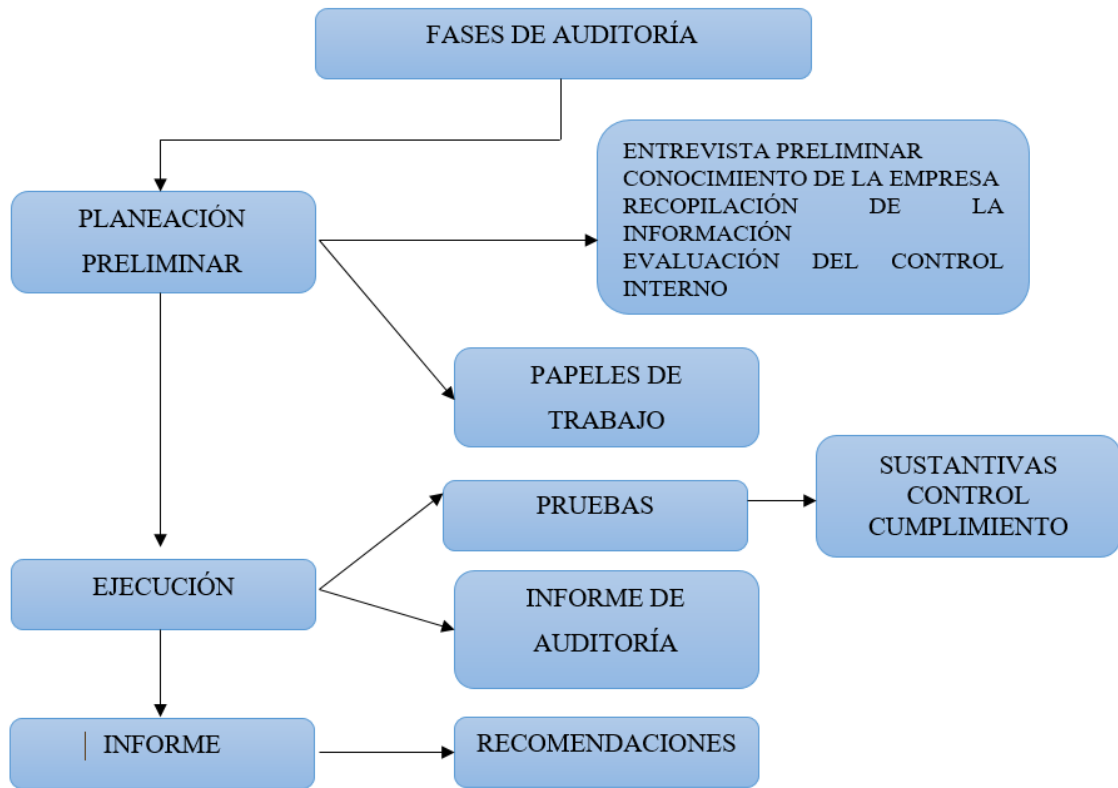 FASES DE AUDITORÍA
ENTREVISTA PRELIMINAR
CONOCIMIENTO DE LA EMPRESA
RECOPILACIÓN DE LA
INFORMACIÓN
EVALUACIÓN DEL CONTROL
INTERNO
PLANEACIÓN
PRELIMINAR
PAPELES DE
TRABAJO
PRUEBAS
SUSTANTIVAS
CONTROL
CUMPLIMIENTO
EJECUCIÓN
INFORME DE
AUDITORÍA
INFORME
RECOMENDACIONES